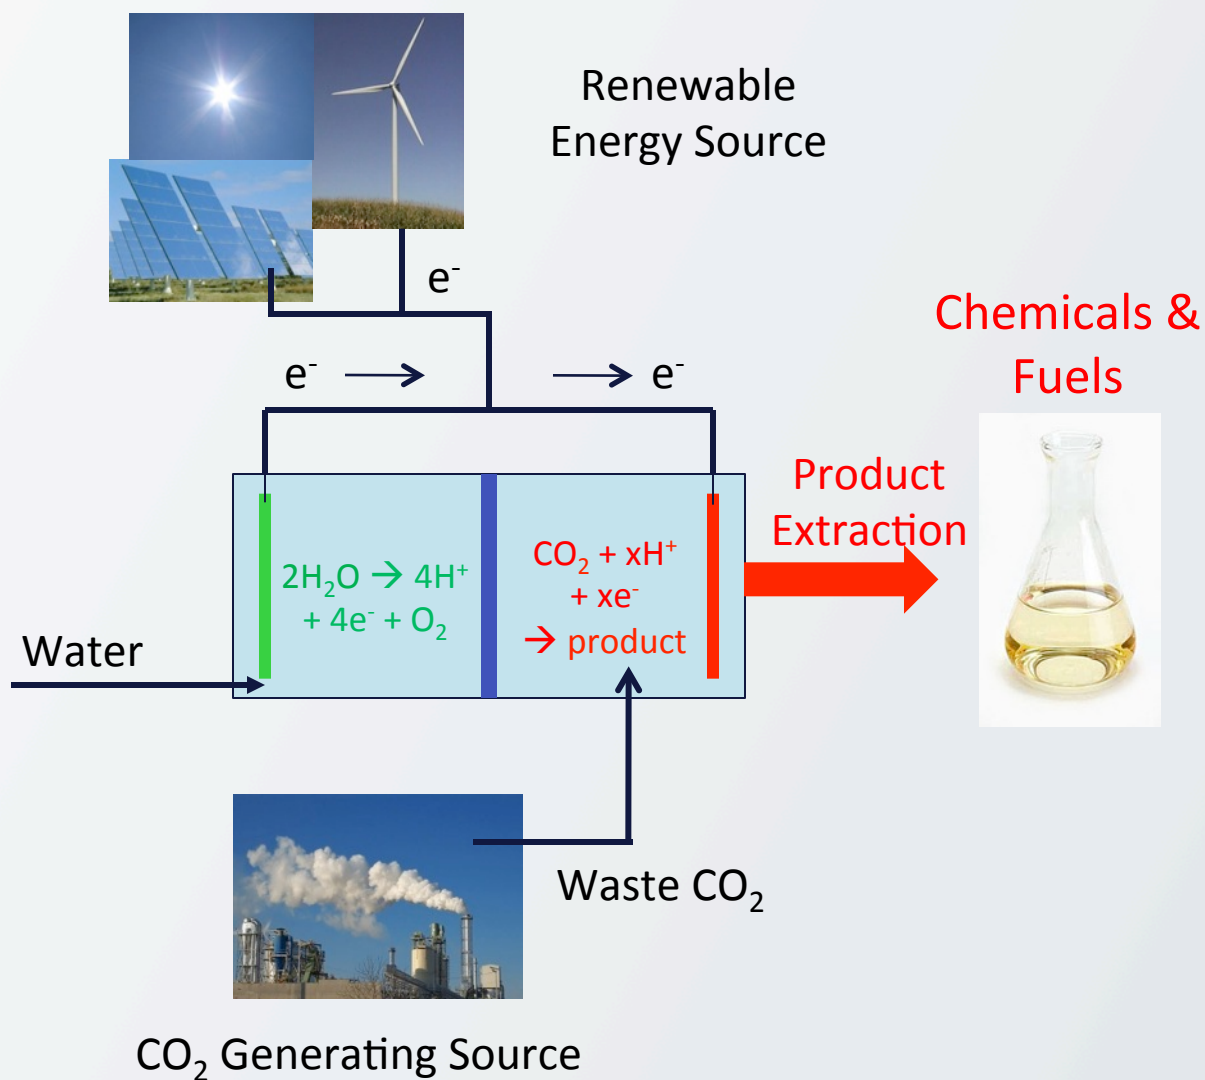 Renewable
Energy Source
e⁻
e⁻ → → e⁻
Chemicals &
Fuels
Product
Extraction
2H₂O → 4H⁺
+ 4e⁻ + O₂
CO₂ + xH⁺
+ xe⁻
→ product
Water
Waste CO₂
CO₂ Generating Source